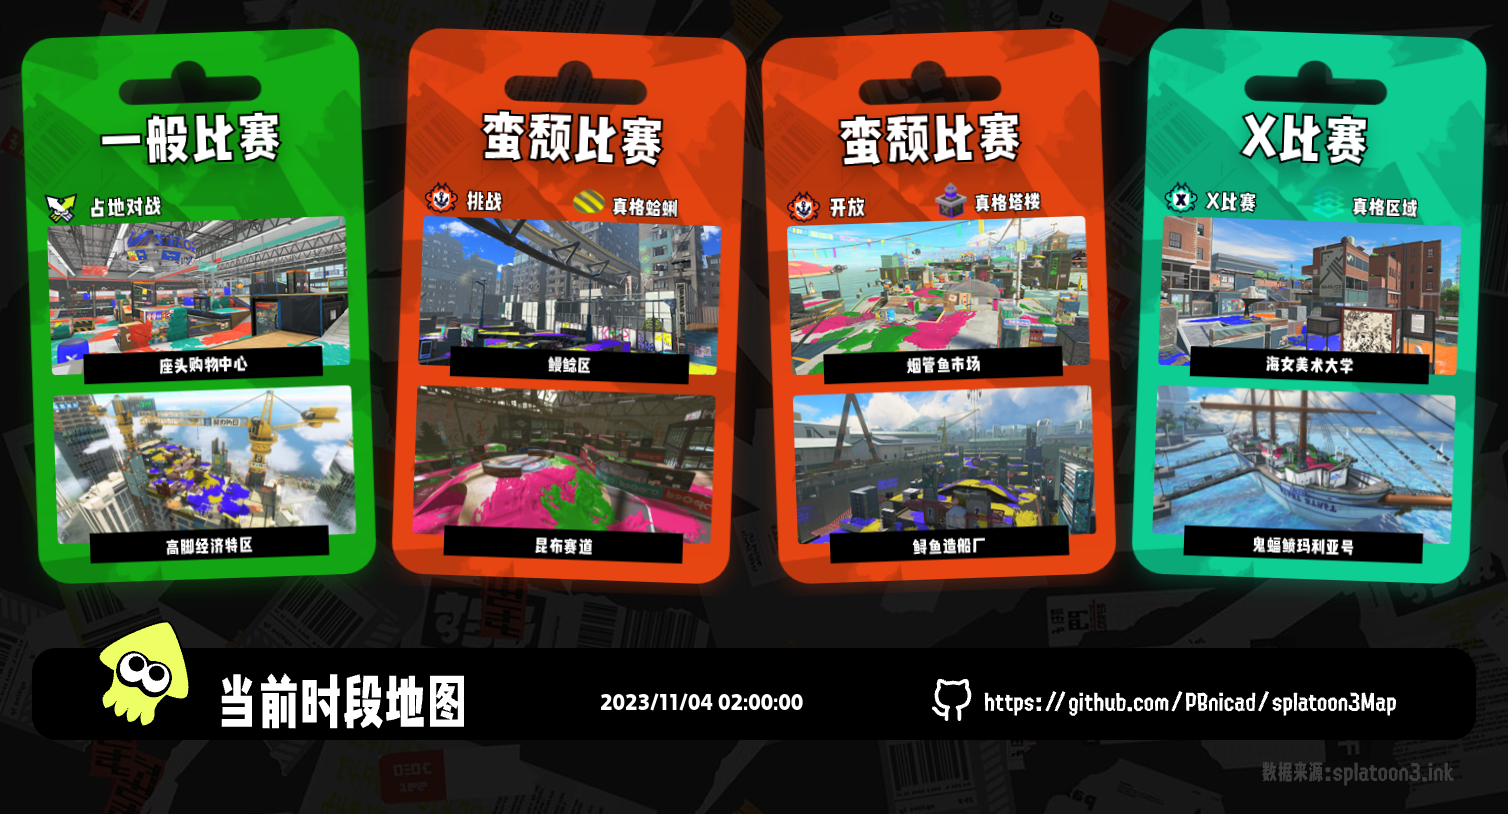 一般比赛
占地对战
座头购物中心
高脚经济特区
蛮颓比赛
挑战
真格蛤蜊
鳗鲶区
昆布赛道
蛮颓比赛
开放
真格塔楼
烟管鱼市场
鲟鱼造船厂
X比赛
X比赛
真格区域
海女美术大学
鬼蝠鲼玛利亚号
当前时段地图
2023/11/04 02:00:00
https://github.com/PBnicad/splatoon3Map
数据来源:splatoon3.ink